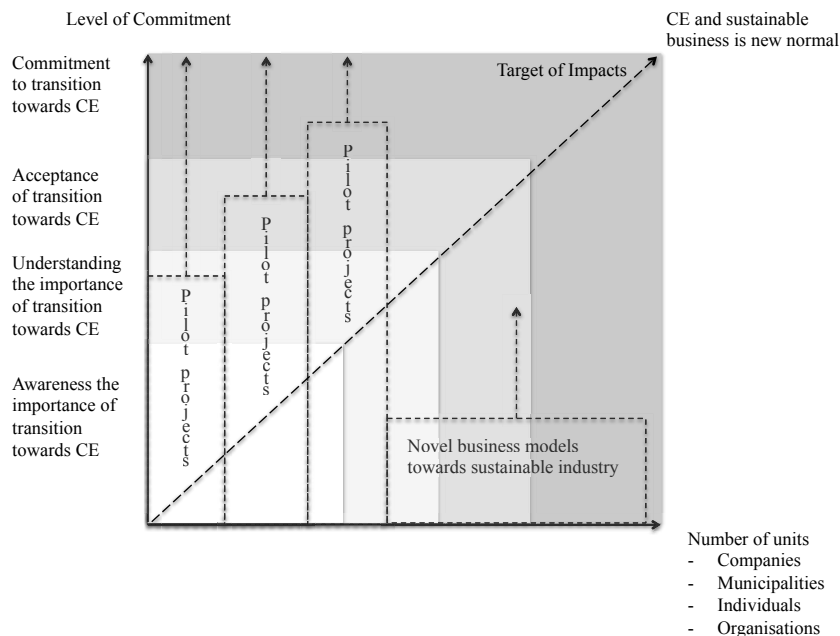 Level of Commitment
CE and sustainable
business is new normal
Commitment
to transition
towards CE
Target of Impacts
Acceptance
of transition
towards CE
Understanding
the importance
of transition
towards CE
Awareness the
importance of
transition
towards CE
Pilot projects
Pilot projects
Pilot projects
Novel business models
towards sustainable industry
Number of units
- Companies
- Municipalities
- Individuals
- Organisations